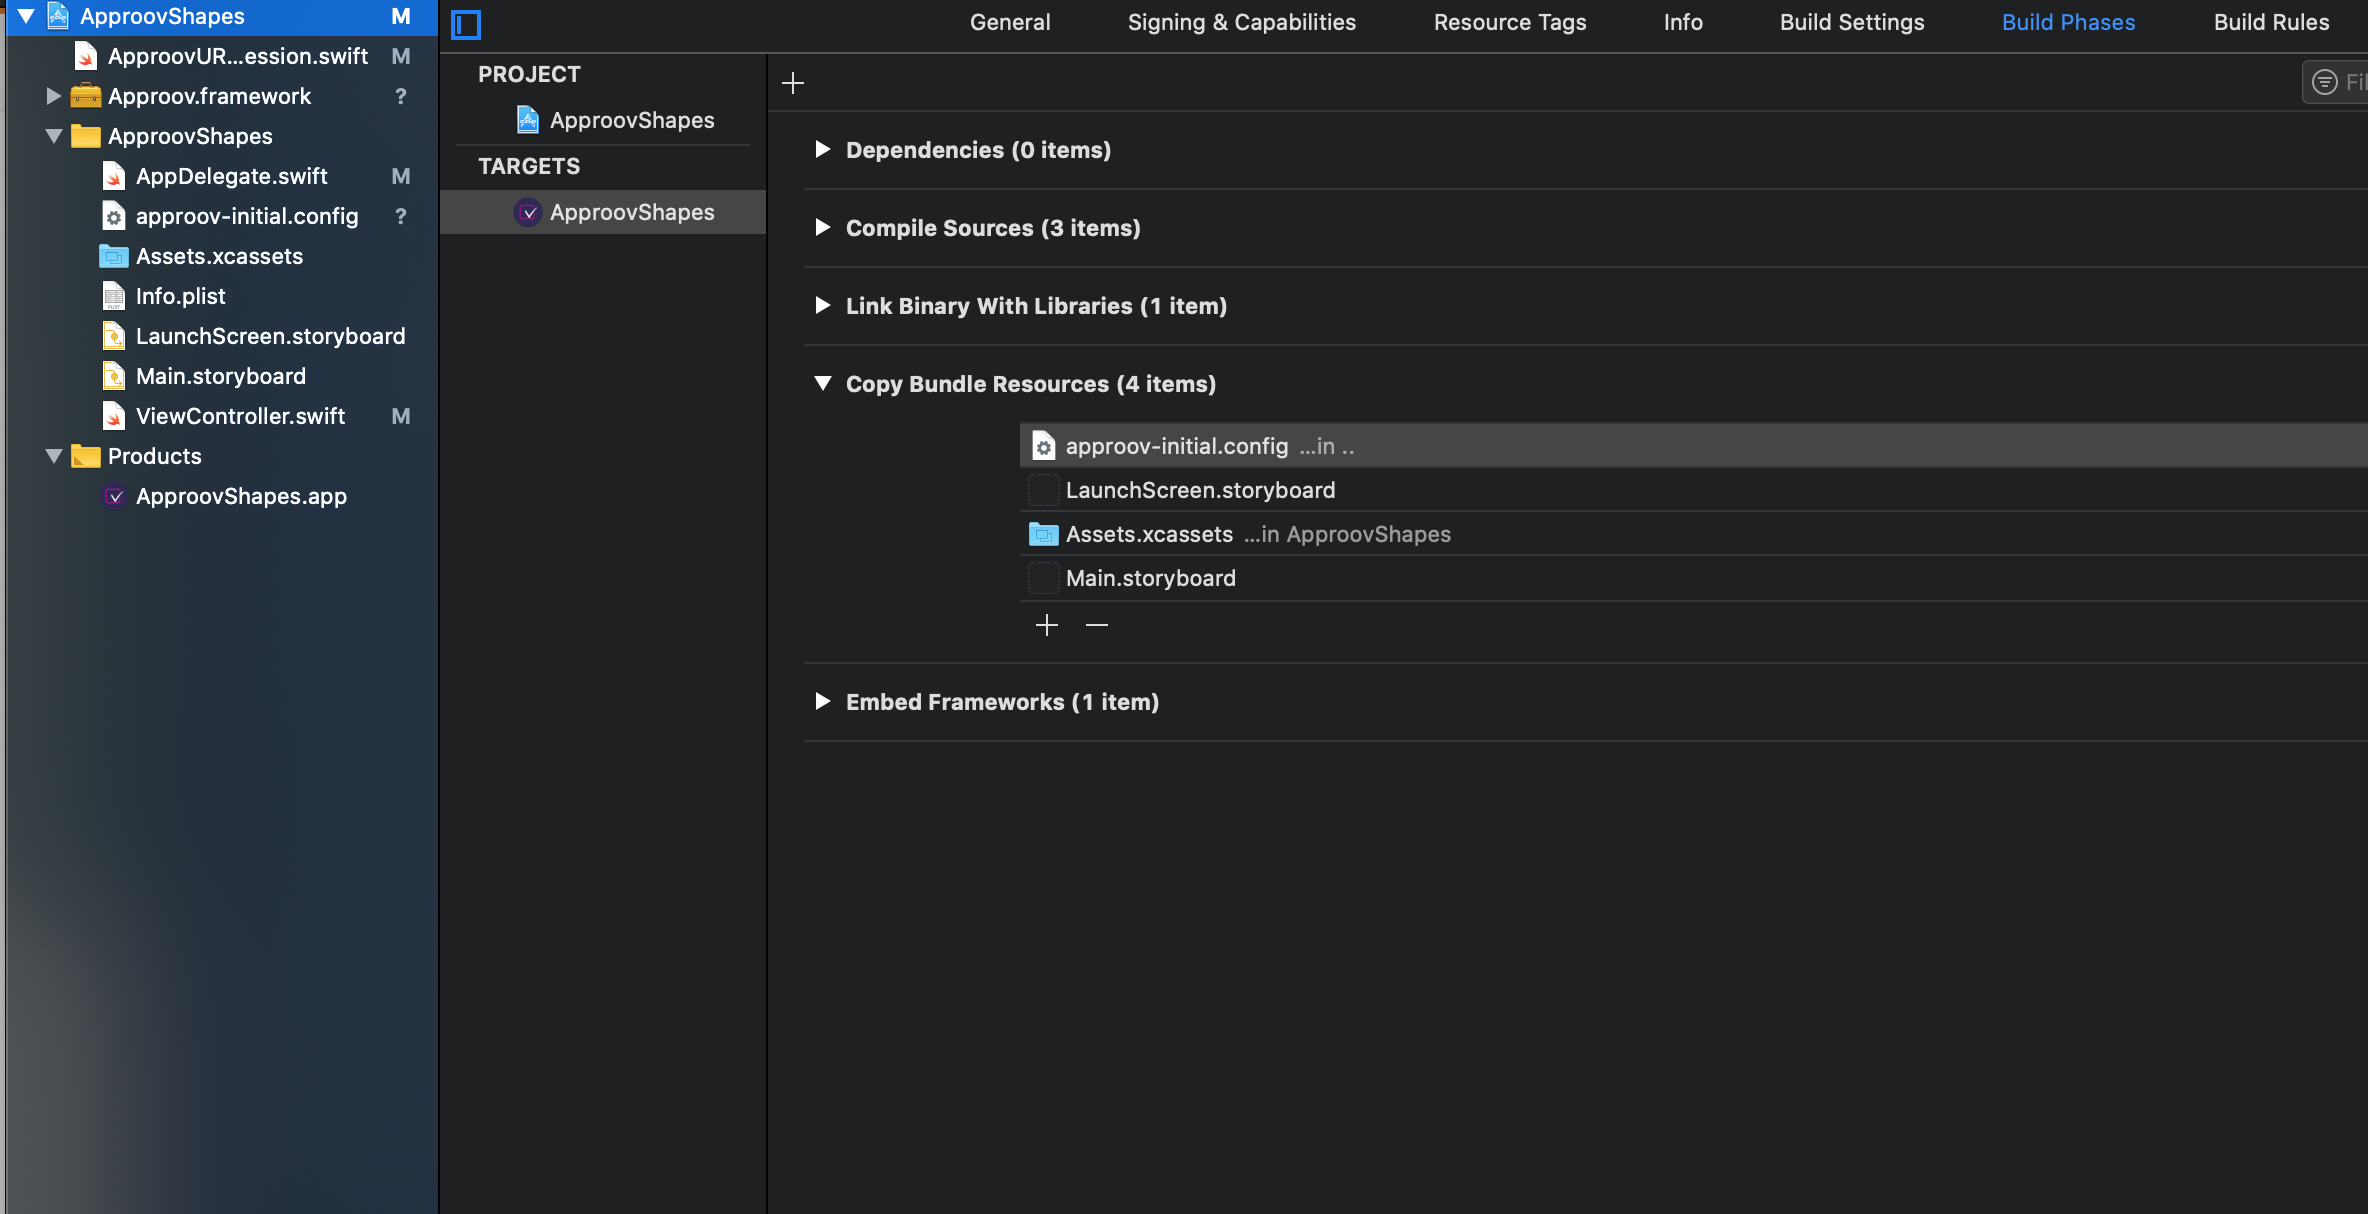 ApproovShapes M
ApproovUR...ession.swift M
Approov.framework ?
ApproovShapes
AppDelegate.swift M
approov-initial.config ?
Assets.xcassets
Info.plist
LaunchScreen.storyboard
Main.storyboard
ViewController.swift M
Products
ApproovShapes.app
General Signing & Capabilities Resource Tags Info Build Settings Build Phases Build Rules
PROJECT
ApproovShapes
TARGETS
ApproovShapes
Dependencies (0 items)
Compile Sources (3 items)
Link Binary With Libraries (1 item)
Copy Bundle Resources (4 items)
approov-initial.config ...in ..
LaunchScreen.storyboard
Assets.xcassets ...in ApproovShapes
Main.storyboard
Embed Frameworks (1 item)